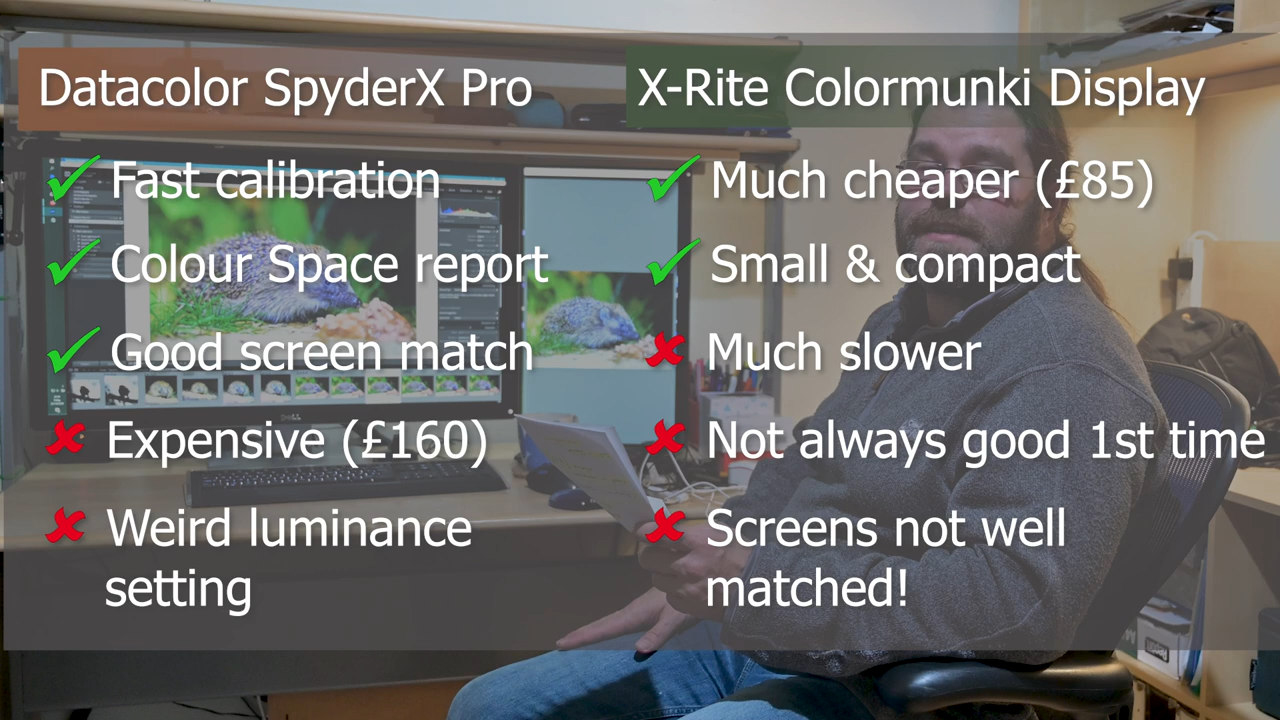 Datacolor SpyderX Pro
Fast calibration
Colour Space report
Good screen match
Expensive (£160)
Weird luminance
setting
X-Rite Colormunki Display
Much cheaper (£85)
Small & compact
Much slower
Not always good 1st time
Screens not well
matched!
DELL